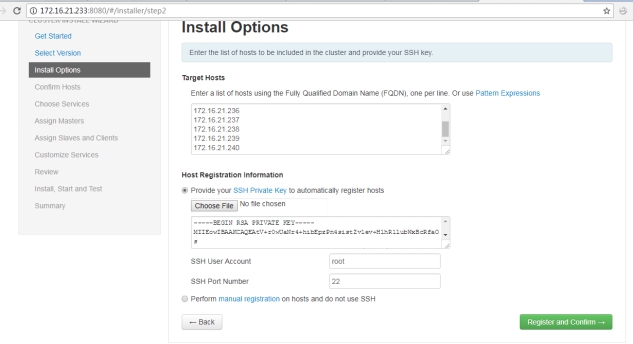 172.16.21.233:8080/#/installer/step2
CLUSTER INSTALL WIZARD
Get Started
Select Version
Install Options
Confirm Hosts
Choose Services
Assign Masters
Assign Slaves and Clients
Customize Services
Review
Install, Start and Test
Summary
Install Options
Enter the list of hosts to be included in the cluster and provide your SSH key.
Target Hosts
Enter a list of hosts using the Fully Qualified Domain Name (FQDN), one per line. Or use Pattern Expressions
172.16.21.236
172.16.21.237
172.16.21.238
172.16.21.239
172.16.21.240
Host Registration Information
Provide your SSH Private Key to automatically register hosts
Choose File No file chosen
-----BEGIN RSA PRIVATE KEY-----
SSH User Account root
SSH Port Number 22
Perform manual registration on hosts and do not use SSH
← Back
Register and Confirm →